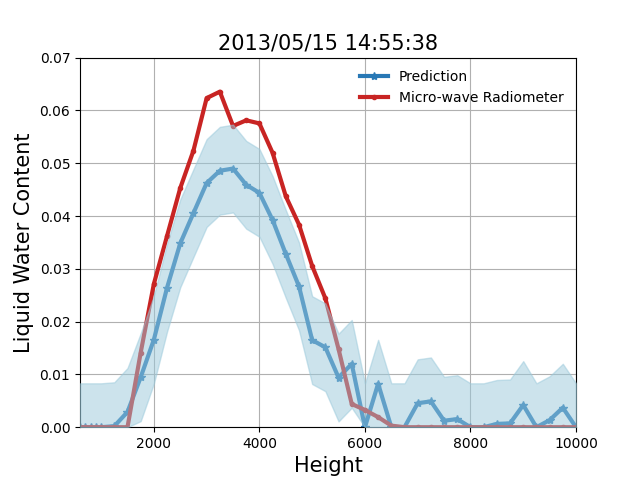 2013/05/15 14:55:38
Prediction
Micro-wave Radiometer
Liquid Water Content
0.07
0.06
0.05
0.04
0.03
0.02
0.01
0.00
2000 4000 6000 8000 10000
Height